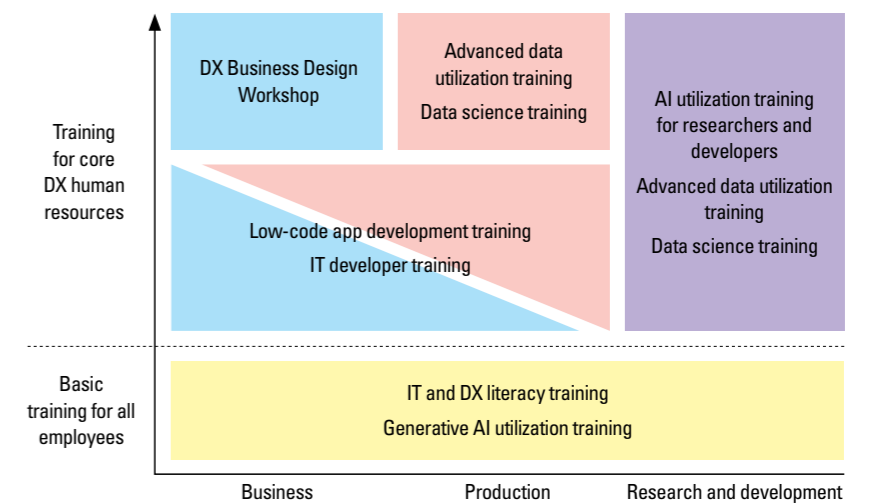 Training
for core
DX human
resources
DX Business Design
Workshop
Advanced data
utilization training
Data science training
AI utilization training
for researchers and
developers
Advanced data utilization
training
Data science training
Low-code app development training
IT developer training
Basic
training for all
employees
IT and DX literacy training
Generative AI utilization training
Business
Production
Research and development